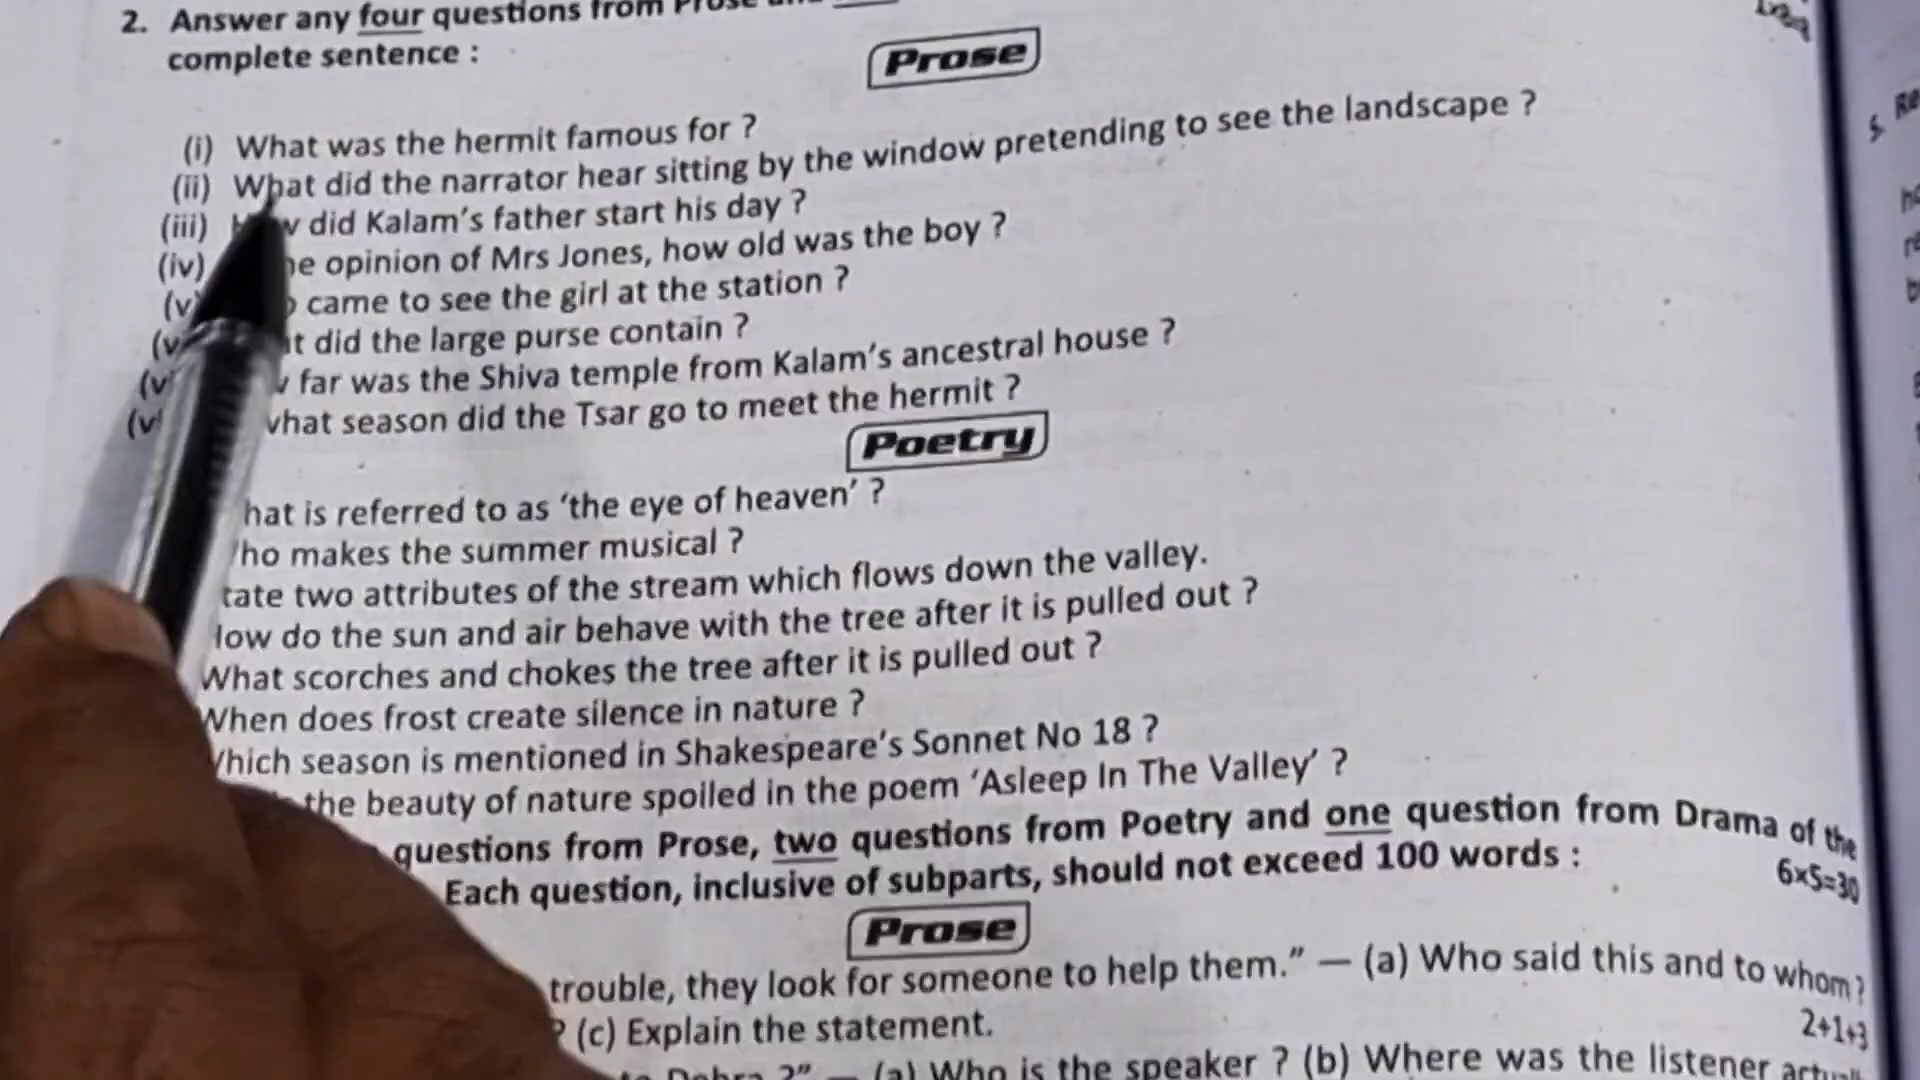 2. Answer any four questions from Prose and
complete sentence :
Prose
(i) What was the hermit famous for ?
(ii) What did the narrator hear sitting by the window pretending to see the landscape ?
(iii) did Kalam's father start his day ?
(iv) opinion of Mrs Jones, how old was the boy ?
came to see the girl at the station ?
did the large purse contain ?
far was the Shiva temple from Kalam's ancestral house ?
what season did the Tsar go to meet the hermit ?
Poetry
hat is referred to as 'the eye of heaven' ?
ho makes the summer musical ?
tate two attributes of the stream which flows down the valley.
How do the sun and air behave with the tree after it is pulled out ?
What scorches and chokes the tree after it is pulled out ?
When does frost create silence in nature ?
Which season is mentioned in Shakespeare's Sonnet No 18 ?
the beauty of nature spoiled in the poem 'Asleep In The Valley' ?
questions from Prose, two questions from Poetry and one question from Drama of the
Each question, inclusive of subparts, should not exceed 100 words :
6×5=30
Prose
trouble, they look for someone to help them." — (a) Who said this and to whom ?
? (c) Explain the statement.
2+1+3
Dehra ?" — (a) Who is the speaker ? (b) Where was the listener